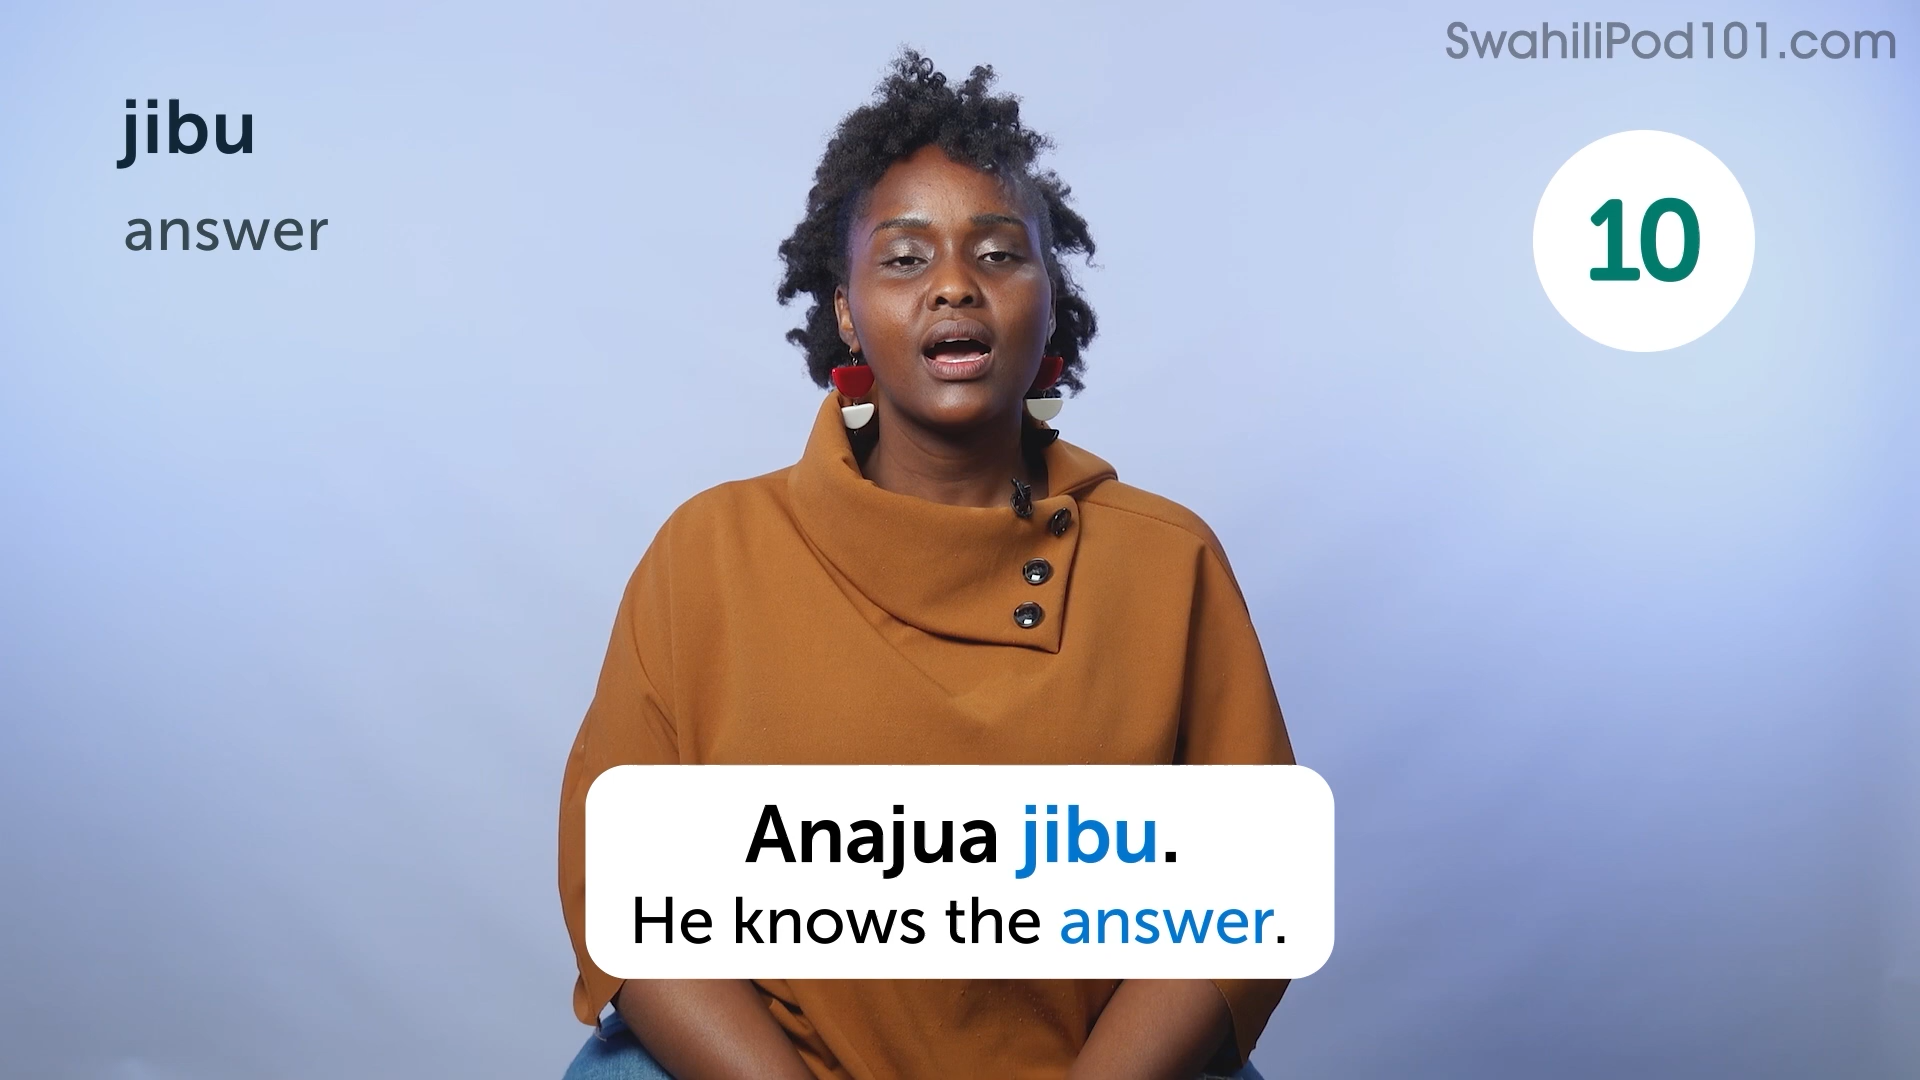 SwahiliPod101.com
jibu
answer
10
Anajua jibu.
He knows the answer.